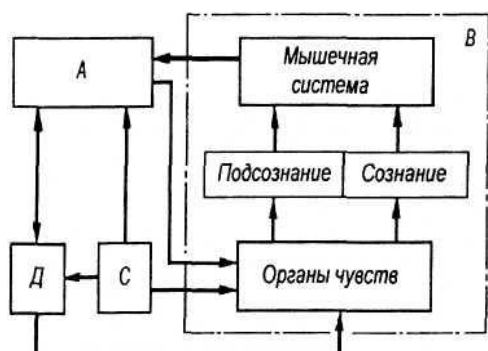 A
B
Мышечная
система
Подсознание
Сознание
Д
C
Органы чувств